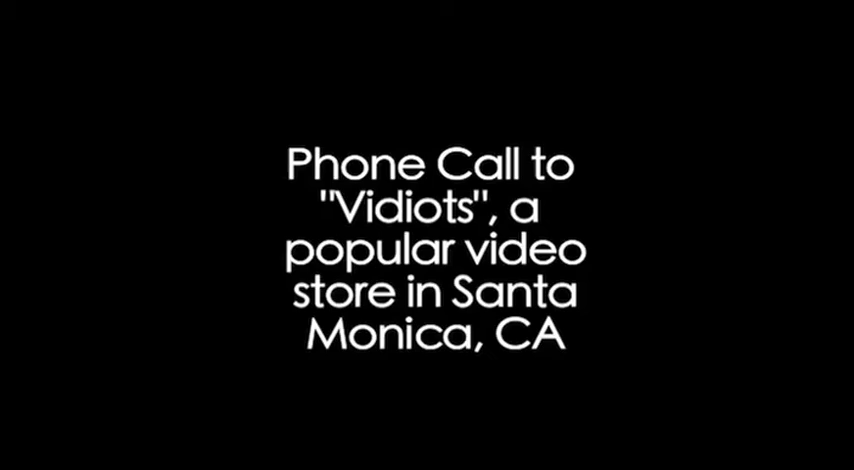 Phone Call to
"Vidiots", a
popular video
store in Santa
Monica, CA